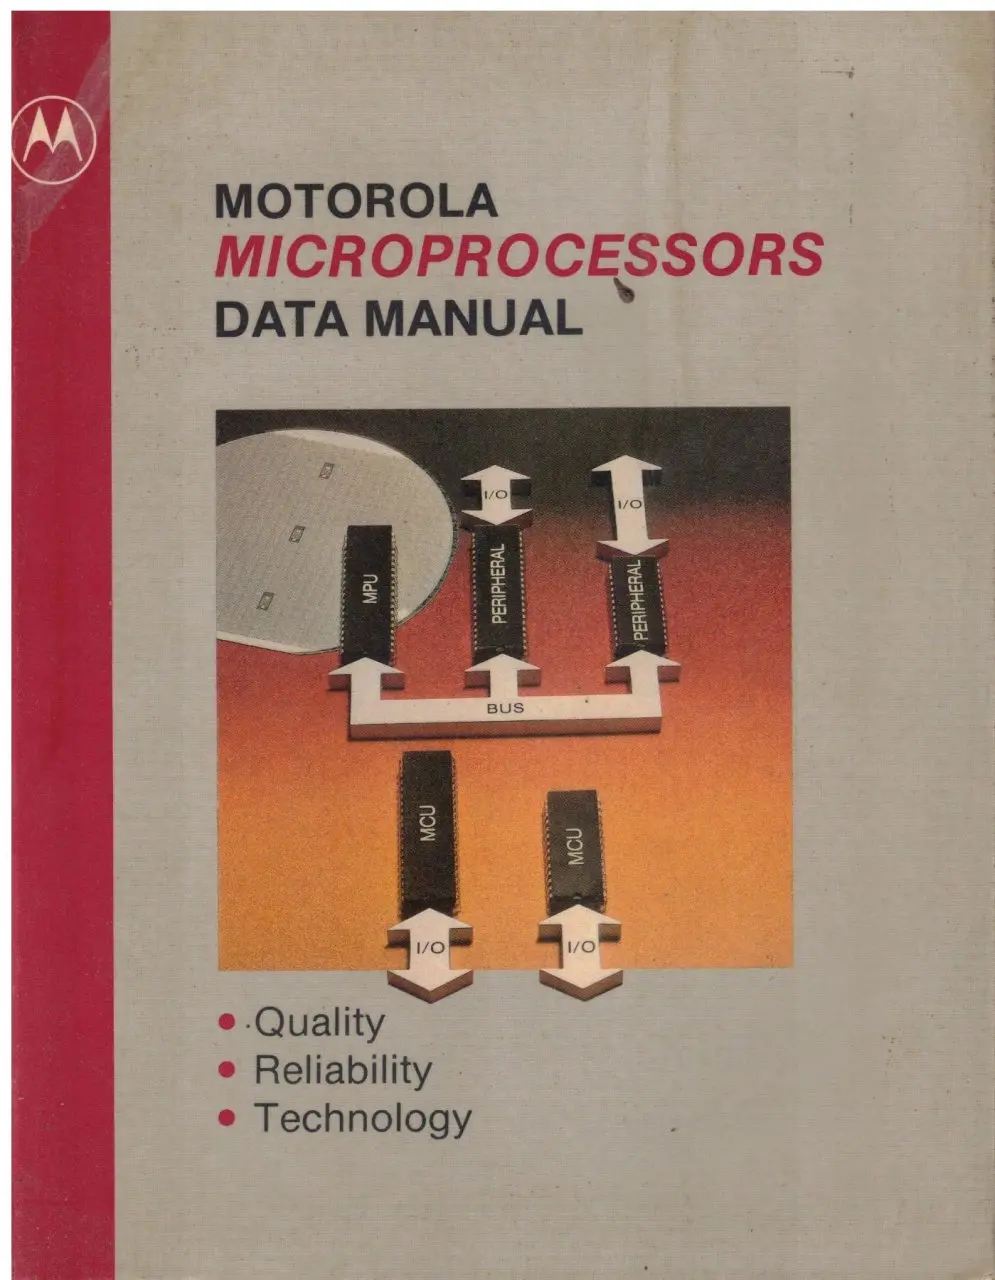 MOTOROLA
MICROPROCESSORS
DATA MANUAL
I/O
I/O
MPU
PERIPHERAL
PERIPHERAL
BUS
MCU
MCU
I/O
I/O
• Quality
• Reliability
• Technology